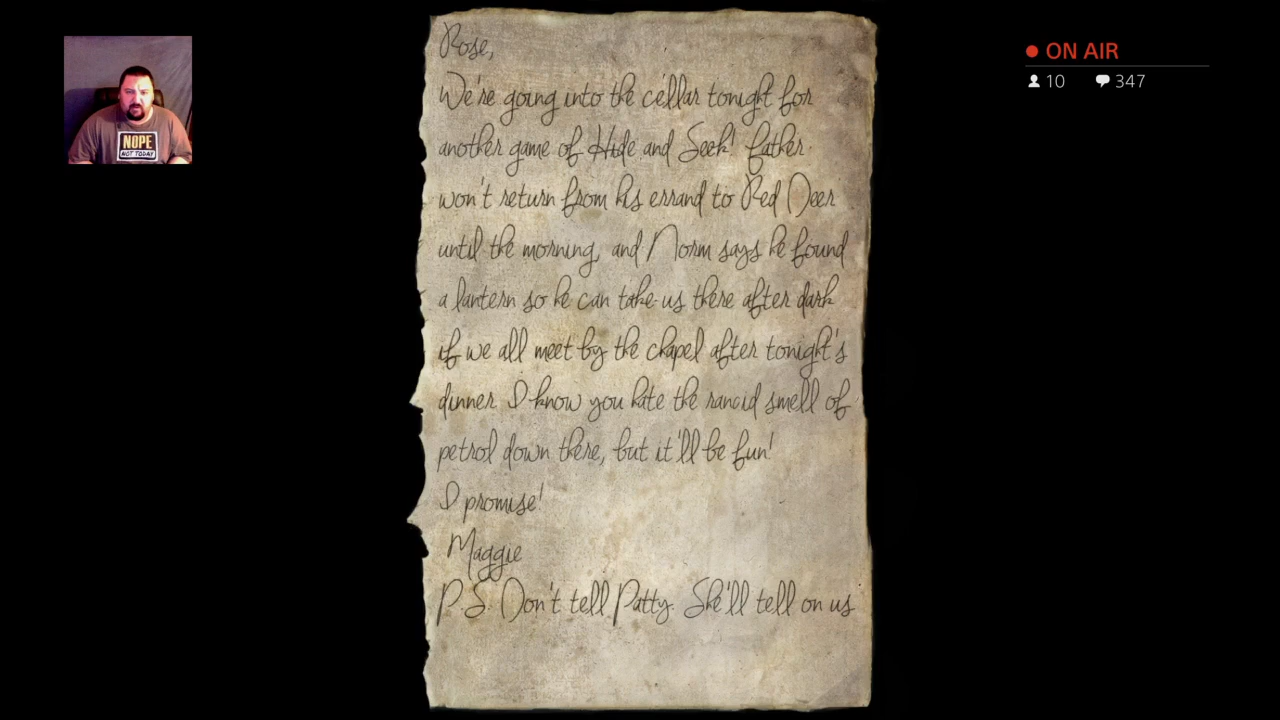 Rose,
We're going into the cellar tonight for
another game of Hide and Seek! Father
won't return from his errand to Red Deer
until the morning, and Norm says he found
a lantern so he can take us there after dark
if we all meet by the chapel after tonight's
dinner. I know you hate the rancid smell of
petrol down there, but it'll be fun!
I promise!
Maggie
P.S. Don't tell Patty. She'll tell on us
NOPE
NOT TODAY
ON AIR
10 347